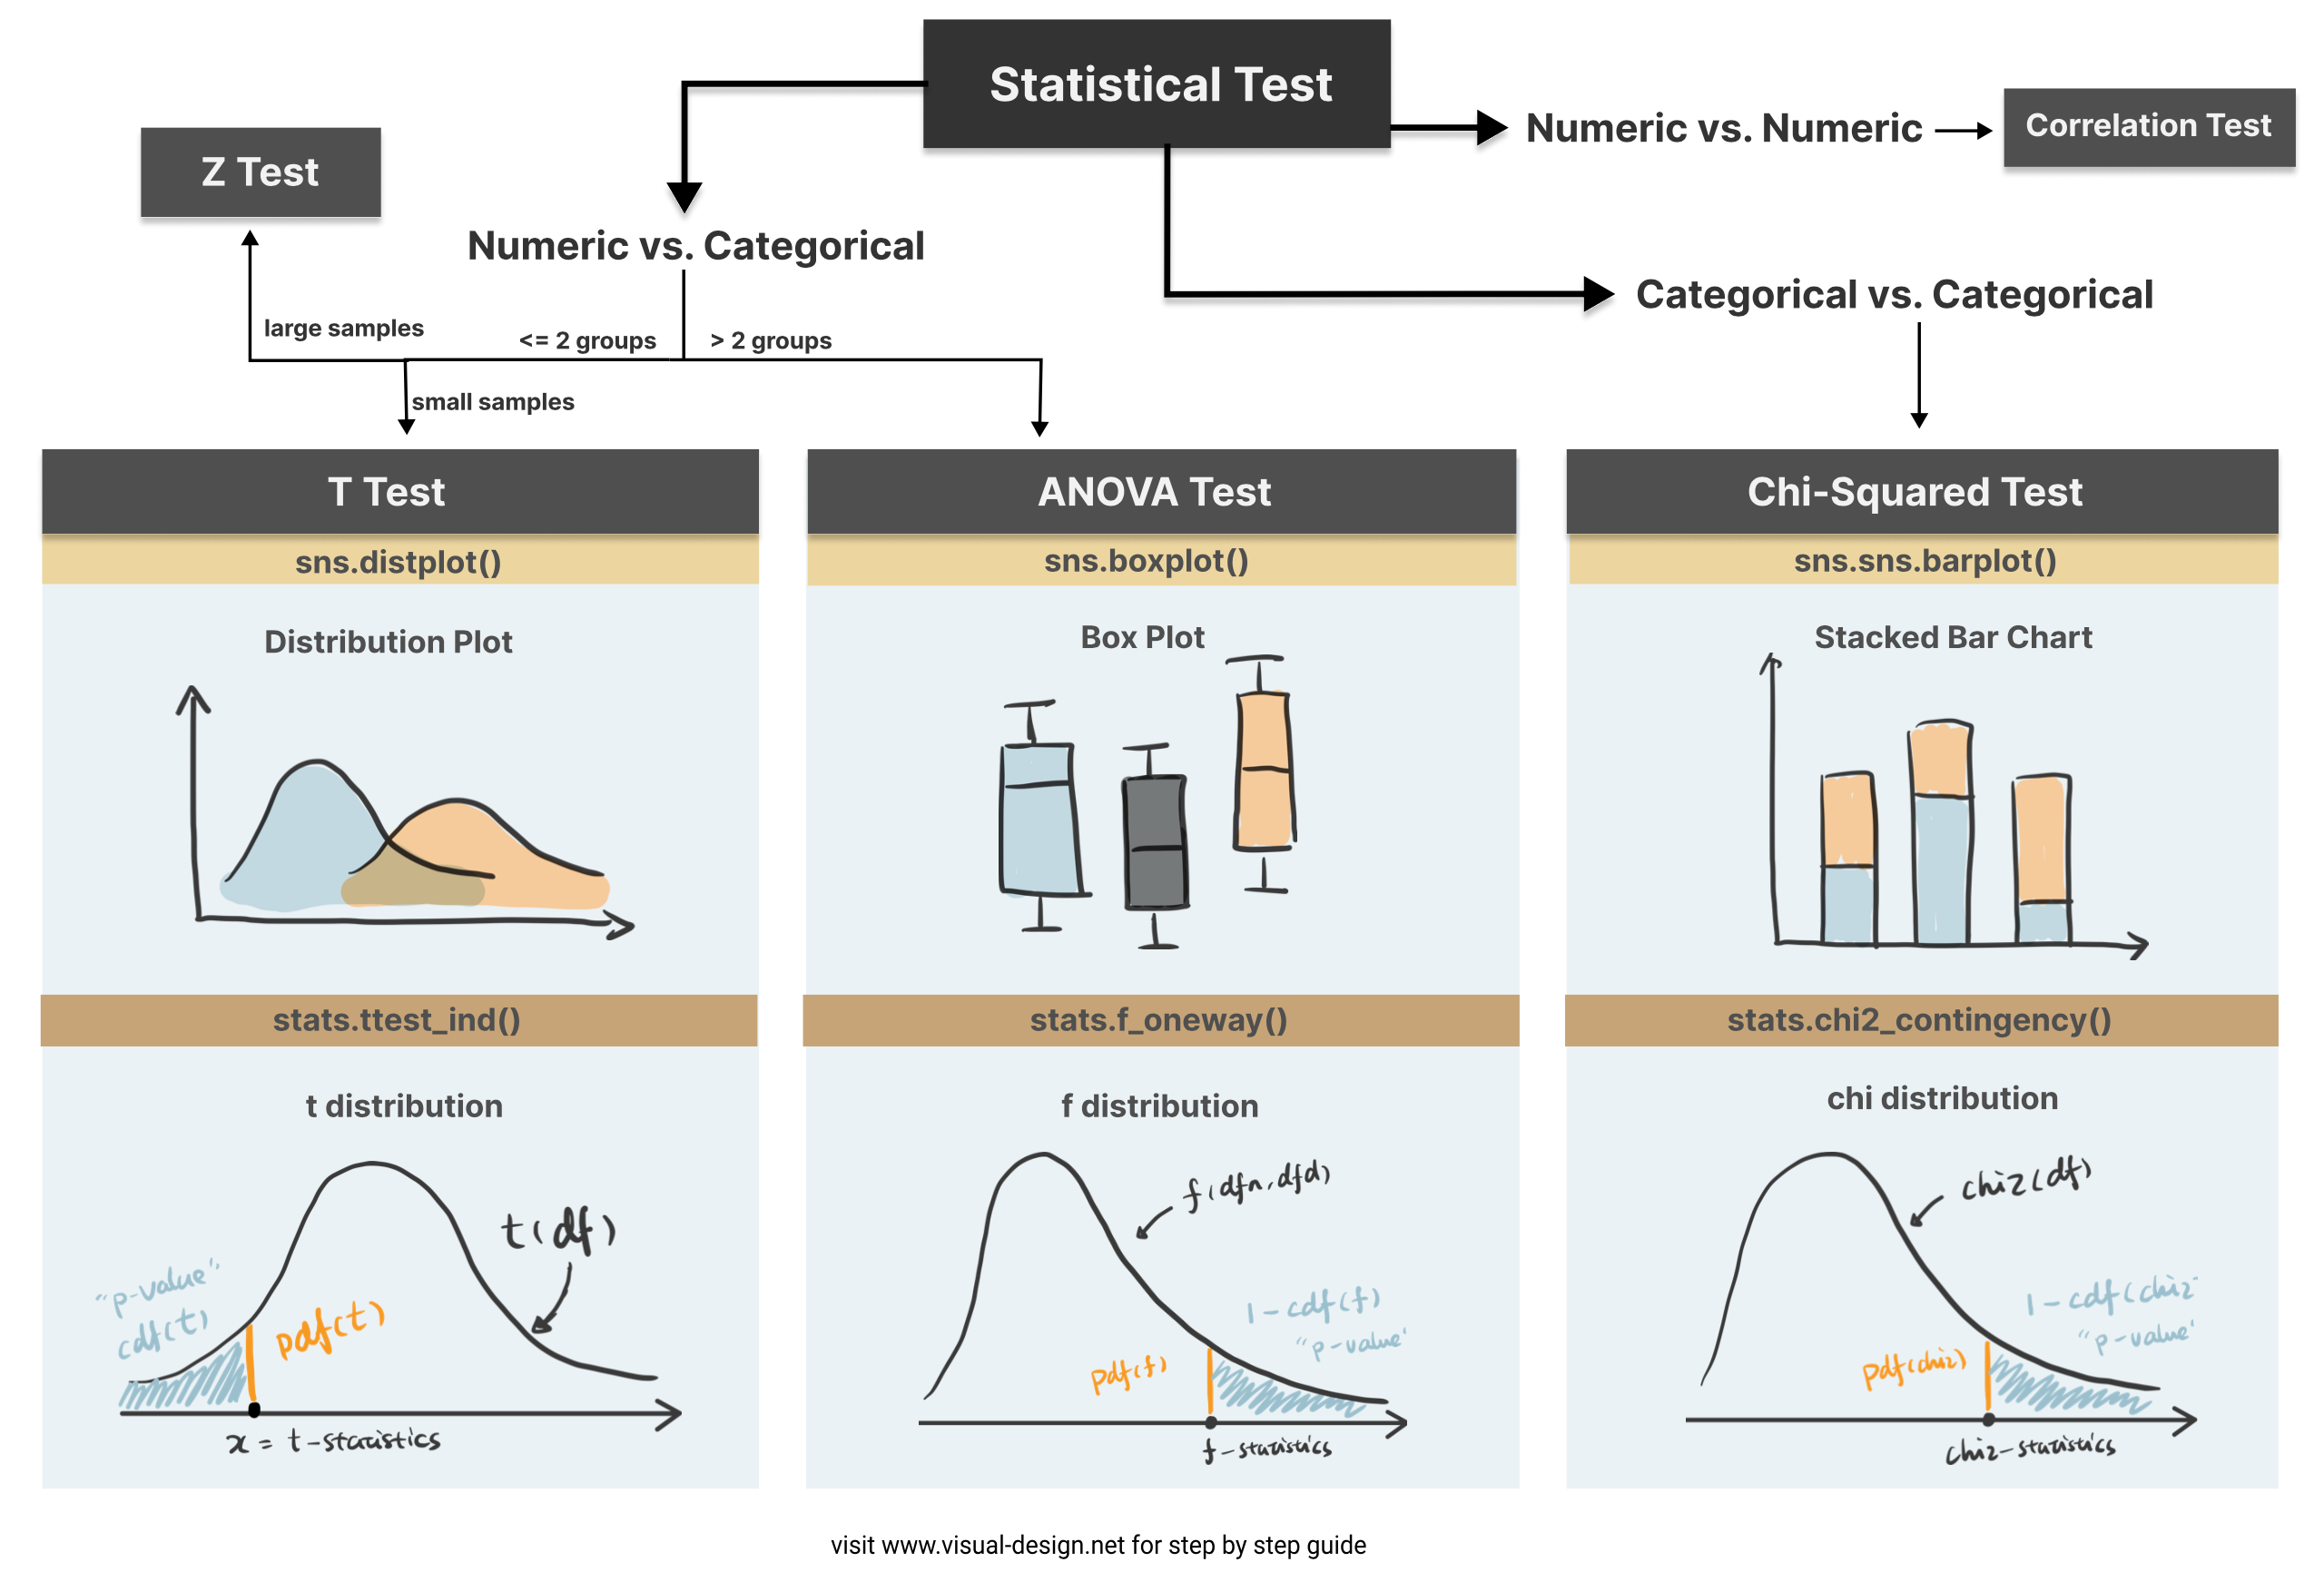 Statistical Test
Numeric vs. Numeric
Correlation Test
Z Test
Numeric vs. Categorical
Categorical vs. Categorical
large samples
<= 2 groups
> 2 groups
small samples
T Test
sns.distplot()
Distribution Plot
stats.ttest_ind()
t distribution
t(df)
"p-value"
cdf(t)
pdf(t)
x = t-statistics
ANOVA Test
sns.boxplot()
Box Plot
stats.f_oneway()
f distribution
f(dfn, dfd)
1-cdf(f)
"p-value"
pdf(f)
f-statistics
Chi-Squared Test
sns.sns.barplot()
Stacked Bar Chart
stats.chi2_contingency()
chi distribution
chi2(df)
1-cdf(chi2
"p-value"
pdf(chi2)
chi2-statistics
visit www.visual-design.net for step by step guide